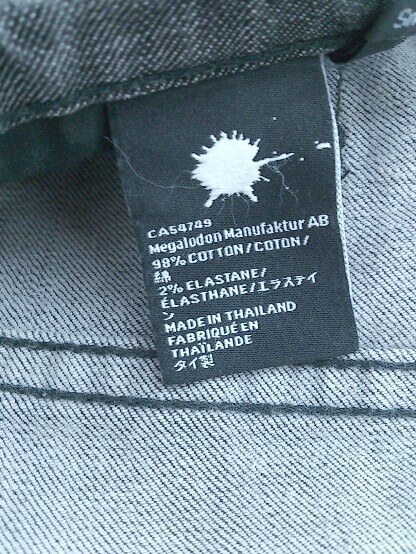 CA54749
Megalodon Manufaktur AB
98% COTTON/COTON/
綿
2% ELASTANE/
ÉLASTHANE/エラステイ
ン
MADE IN THAILAND
FABRIQUÉ EN
THAÏLANDE
タイ製